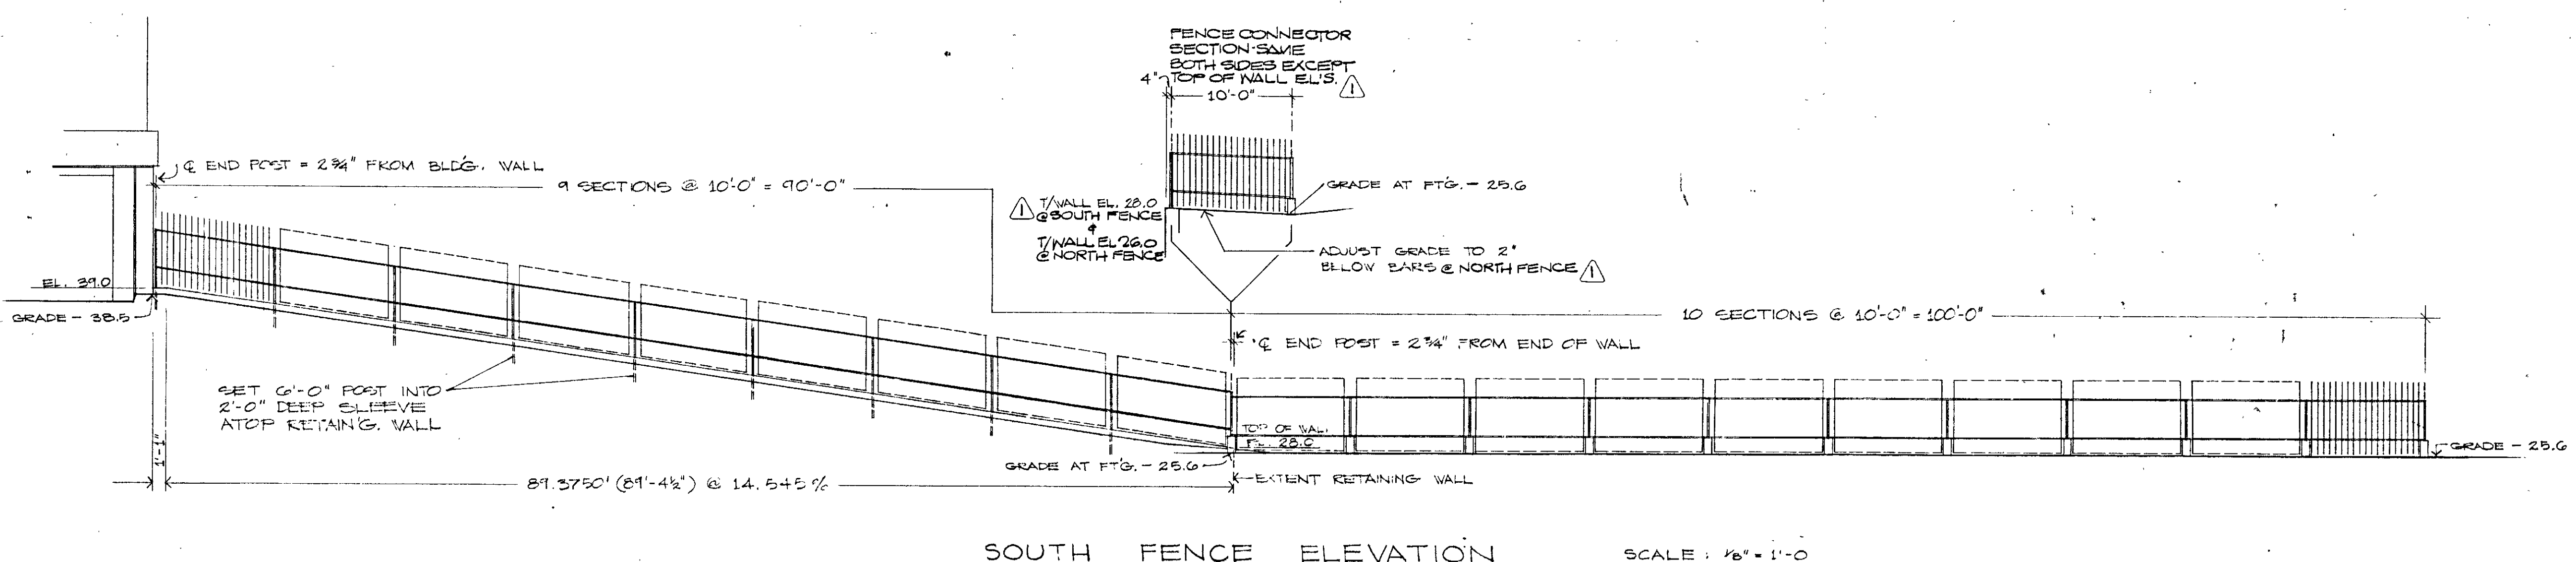 FENCE CONNECTOR
SECTION-SAME
BOTH SIDES EXCEPT
TOP OF WALL EL'S. 1
4"
10'-0"
℄ END POST = 2 3/4" FROM BLDG. WALL
9 SECTIONS @ 10'-0" = 90'-0"
GRADE AT FT'G. - 25.6
1 T/WALL EL. 28.0
@ SOUTH FENCE
&
T/WALL EL 26.0
@ NORTH FENCE
ADJUST GRADE TO 2"
BELOW BARS @ NORTH FENCE 1
EL. 39.0
GRADE - 38.5
10 SECTIONS @ 10'-0" = 100'-0"
℄ END POST = 2 3/4" FROM END OF WALL
SET 6'-0" POST INTO
2'-0" DEEP SLEEVE
ATOP RETAIN'G. WALL
1'-1"
TOP OF WALL
EL. 28.0
GRADE AT FT'G. - 25.6
GRADE - 25.6
89.3750' (89'-4½") @ 14.545%
EXTENT RETAINING WALL
SOUTH FENCE ELEVATION
SCALE : 1/8" = 1'-0